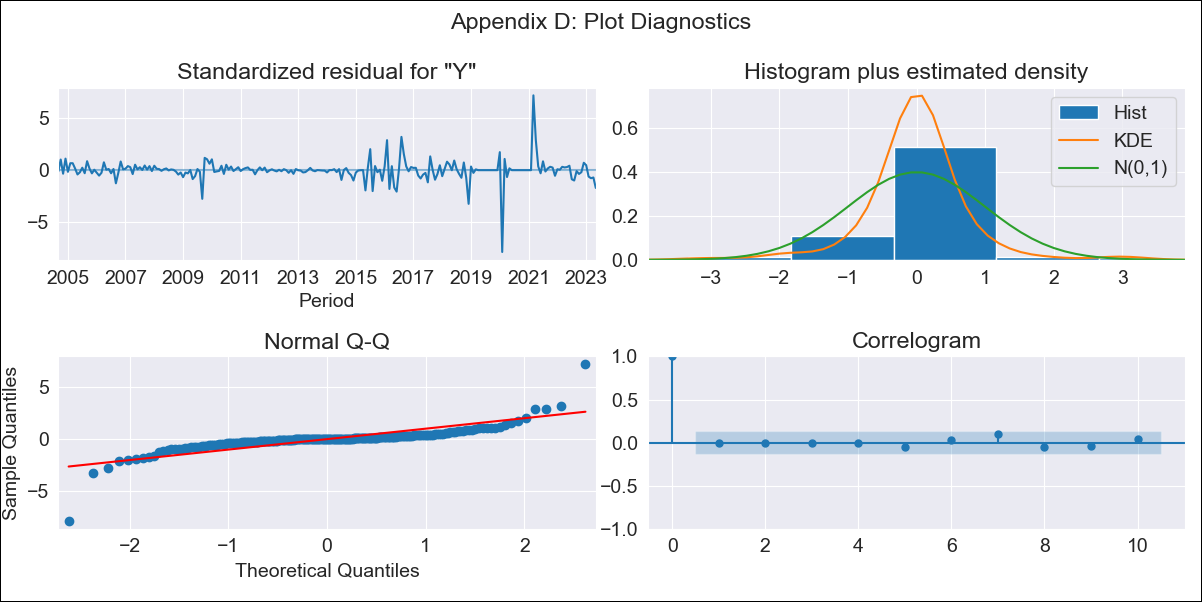 Appendix D: Plot Diagnostics
Standardized residual for "Y"
5
0
−5
2005 2007 2009 2011 2013 2015 2017 2019 2021 2023
Period
Histogram plus estimated density
0.6
0.4
0.2
0.0
−3 −2 −1 0 1 2 3
Hist
KDE
N(0,1)
Normal Q-Q
Sample Quantiles
5
0
−5
−2 −1 0 1 2
Theoretical Quantiles
Correlogram
1.0
0.5
0.0
−0.5
−1.0
0 2 4 6 8 10